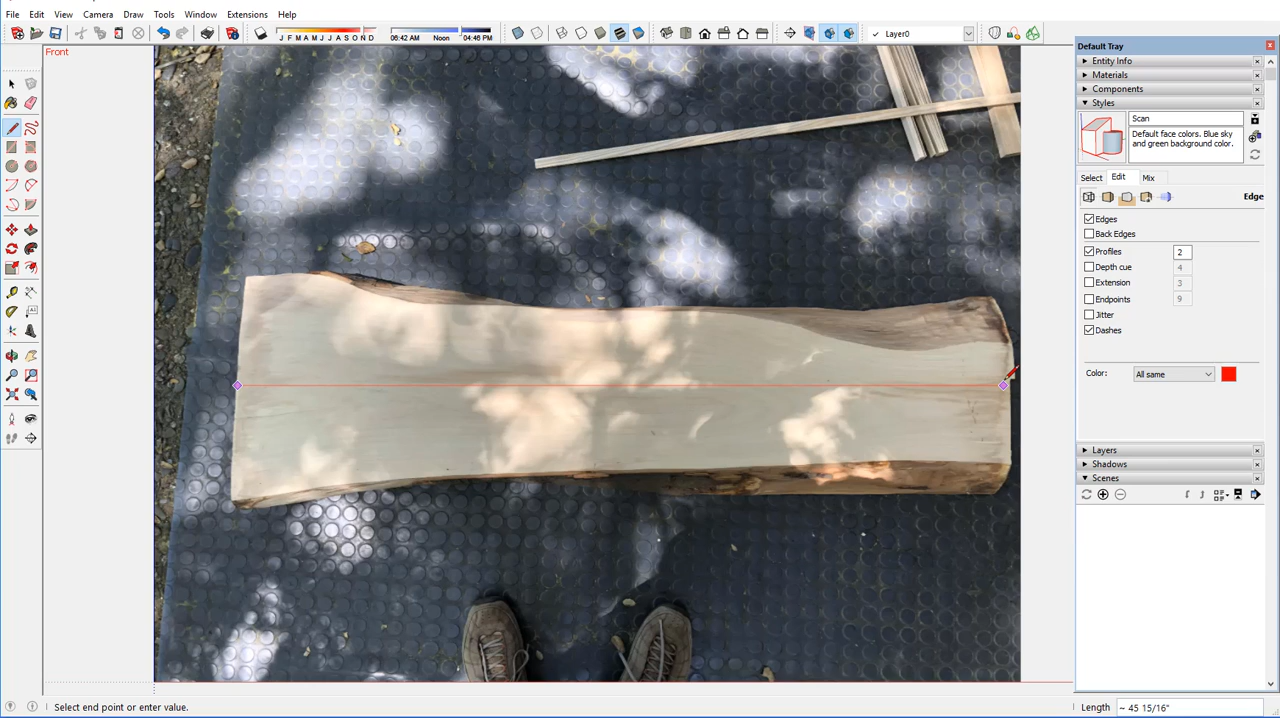 File Edit View Camera Draw Tools Window Extensions Help
J F M A M J J A S O N D 06:42 AM Noon 04:46 PM Layer0
Front
Default Tray
Entity Info
Materials
Components
Styles
Scan
Default face colors. Blue sky
and green background color.
Select Edit Mix
Edge
Edges
Back Edges
Profiles 2
Depth cue 4
Extension 3
Endpoints 9
Jitter
Dashes
Color: All same
Layers
Shadows
Scenes
Select end point or enter value. Length ~ 45 15/16"